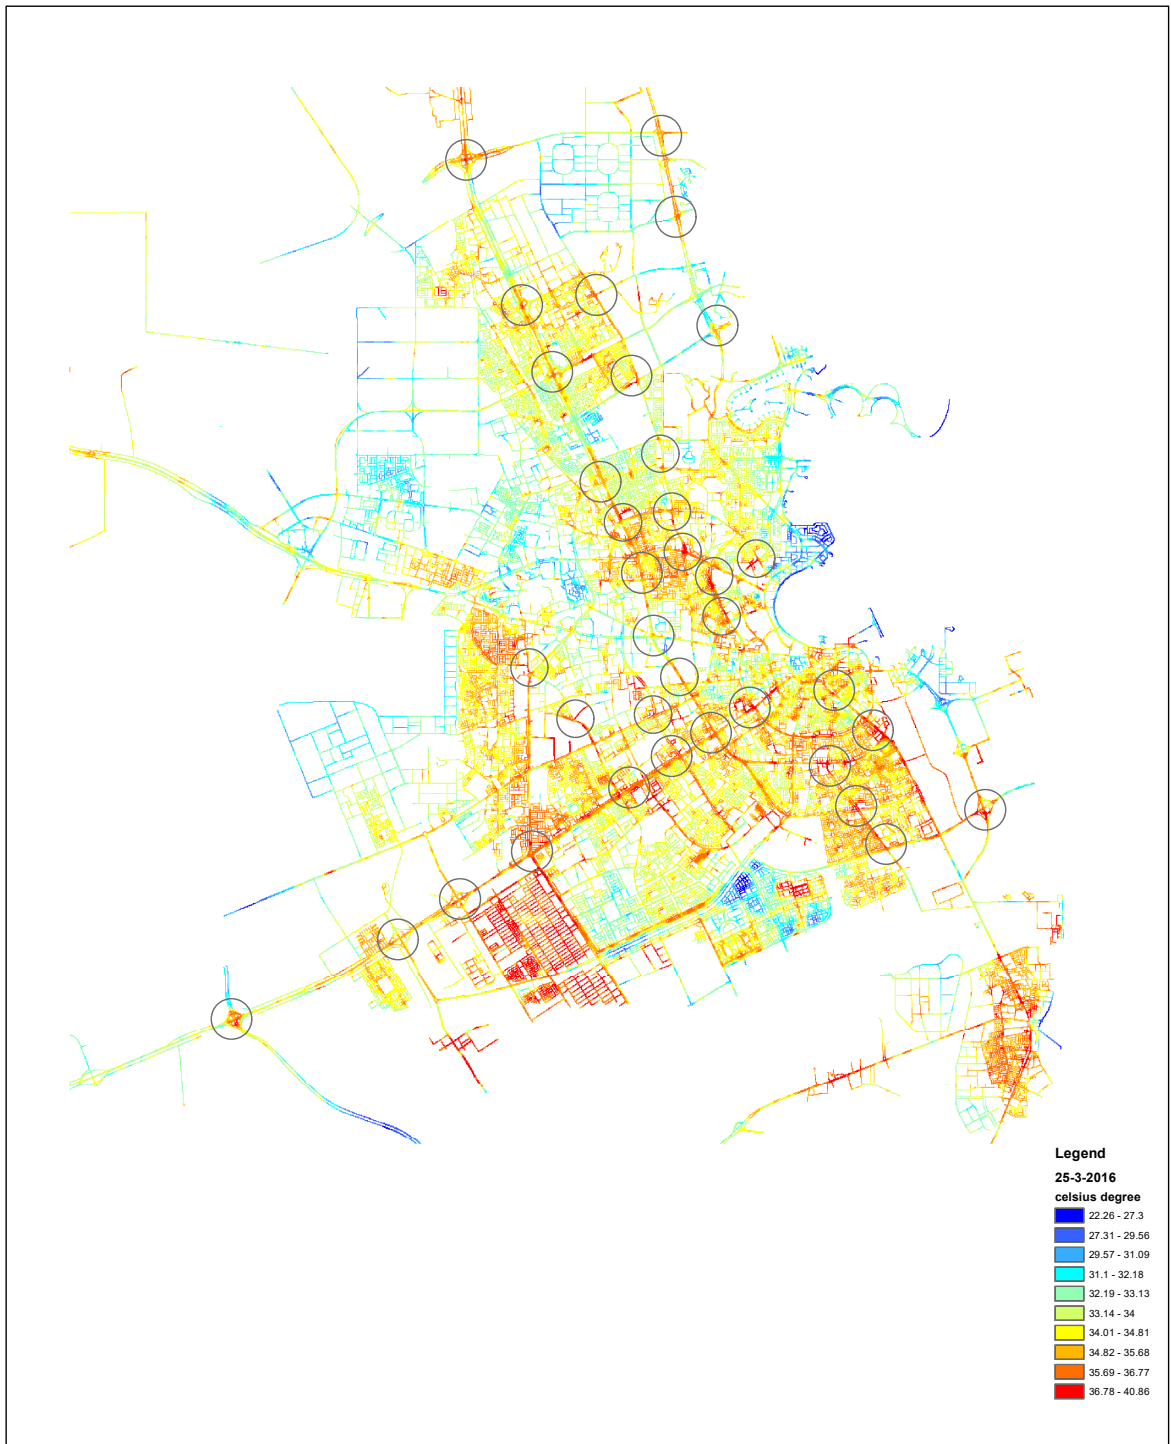 Legend
25-3-2016
celsius degree
22.26 - 27.3
27.31 - 29.56
29.57 - 31.09
31.1 - 32.18
32.19 - 33.13
33.14 - 34
34.01 - 34.81
34.82 - 35.68
35.69 - 36.77
36.78 - 40.86